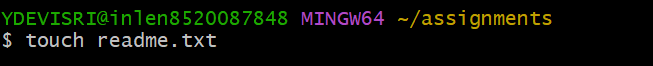 YDEVISRI@inlen8520087848 MINGW64 ~/assignments
$ touch readme.txt